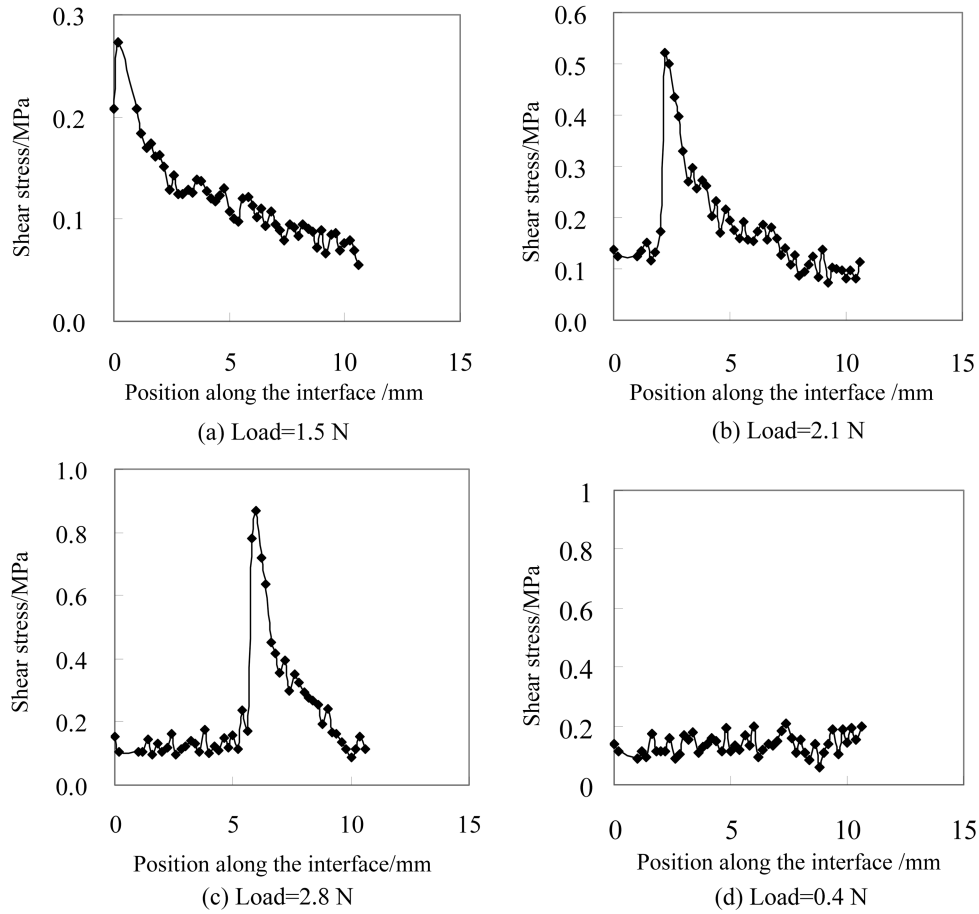 0.3
0.2
0.1
0.0
Shear stress/MPa
0 5 10 15
Position along the interface /mm
(a) Load=1.5 N
0.6
0.5
0.4
0.3
0.2
0.1
0.0
Shear stress/MPa
0 5 10 15
Position along the interface /mm
(b) Load=2.1 N
1.0
0.8
0.6
0.4
0.2
0.0
Shear stress/MPa
0 5 10 15
Position along the interface/mm
(c) Load=2.8 N
1
0.8
0.6
0.4
0.2
0
Shear stress/MPa
0 5 10 15
Position along the interface /mm
(d) Load=0.4 N